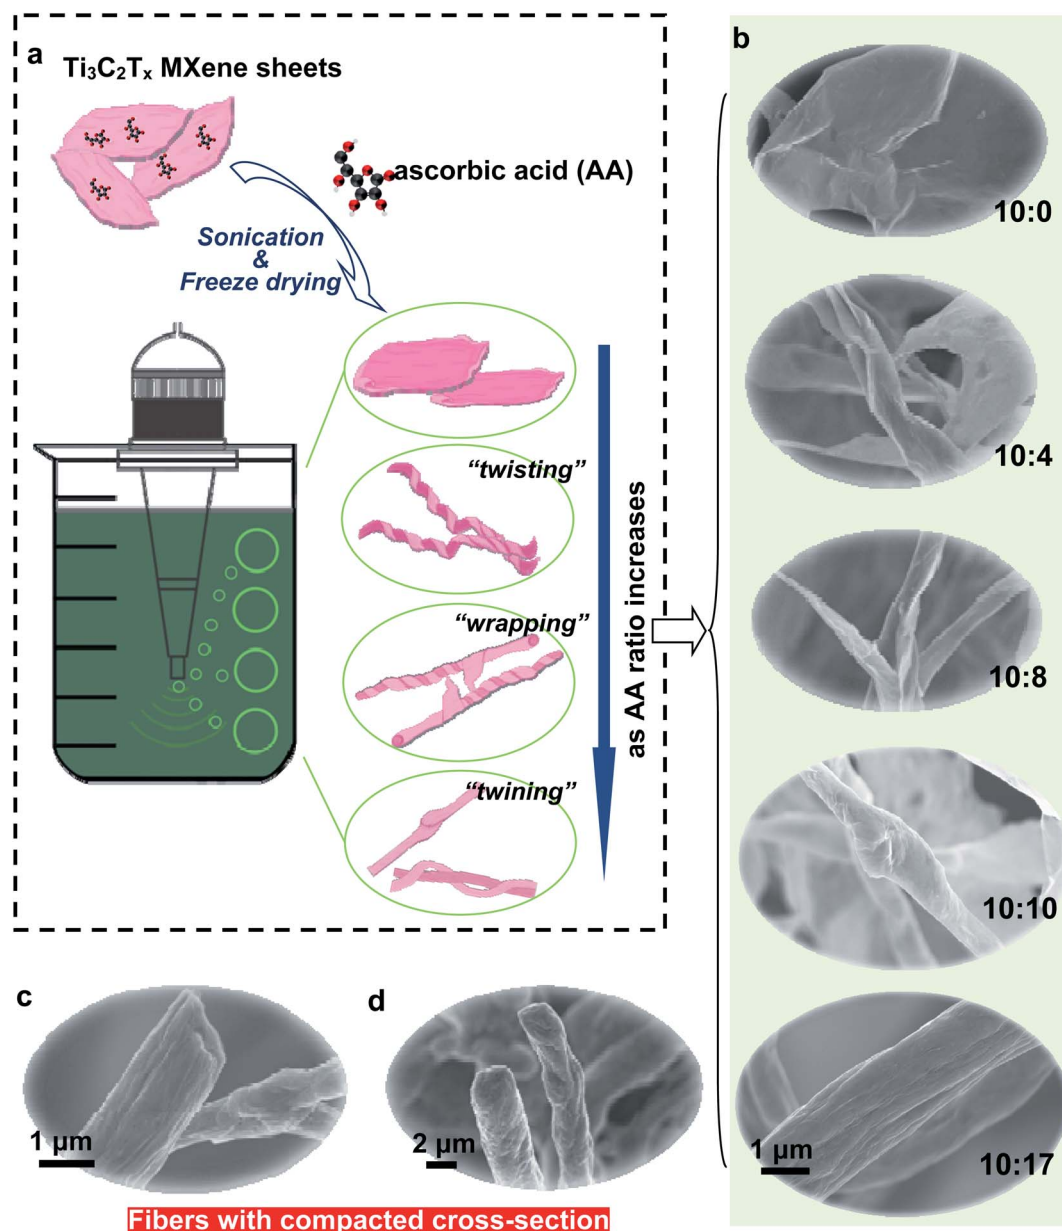 a
Ti₃C₂Tₓ MXene sheets
ascorbic acid (AA)
Sonication
&
Freeze drying
“twisting”
“wrapping”
“twining”
as AA ratio increases
b
10:0
10:4
10:8
10:10
10:17
1 μm
c
1 μm
d
2 μm
Fibers with compacted cross-section